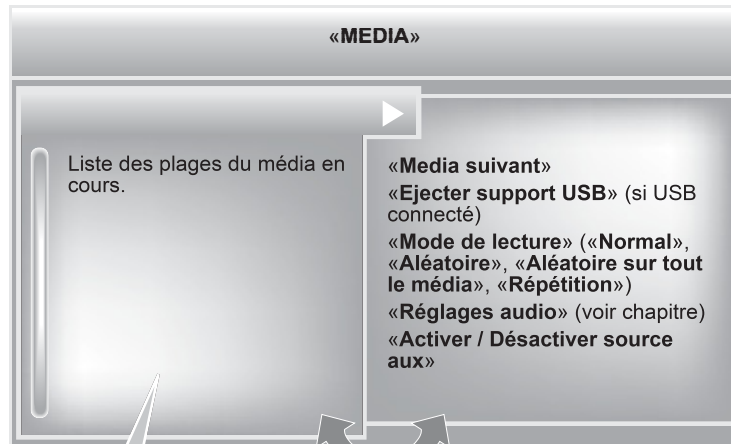 «MEDIA»
Liste des plages du média en
cours.
«Media suivant»
«Ejecter support USB» (si USB
connecté)
«Mode de lecture» («Normal»,
«Aléatoire», «Aléatoire sur tout
le média», «Répétition»)
«Réglages audio» (voir chapitre)
«Activer / Désactiver source
aux»